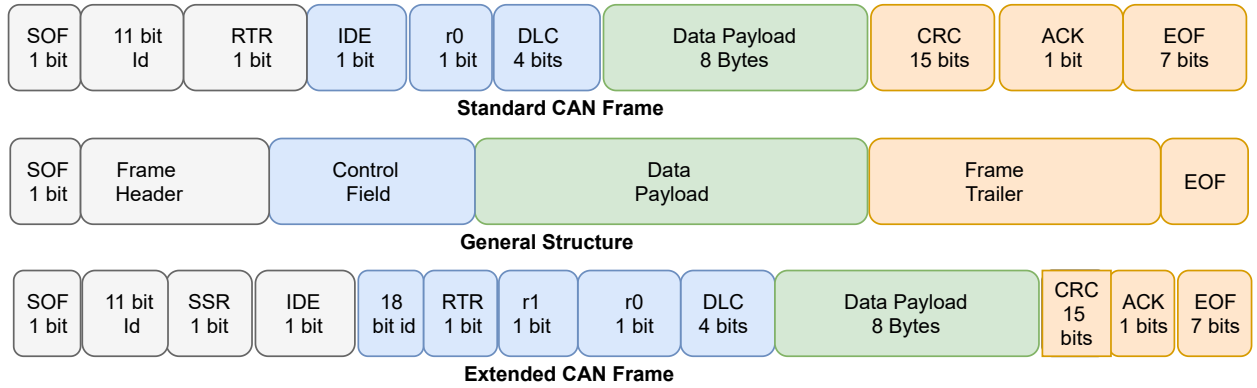 SOF
1 bit
11 bit
Id
RTR
1 bit
IDE
1 bit
r0
1 bit
DLC
4 bits
Data Payload
8 Bytes
CRC
15 bits
ACK
1 bit
EOF
7 bits
Standard CAN Frame
SOF
1 bit
Frame
Header
Control
Field
Data
Payload
Frame
Trailer
EOF
General Structure
SOF
1 bit
11 bit
Id
SSR
1 bit
IDE
1 bit
18
bit id
RTR
1 bit
r1
1 bit
r0
1 bit
DLC
4 bits
Data Payload
8 Bytes
CRC
15
bits
ACK
1 bits
EOF
7 bits
Extended CAN Frame